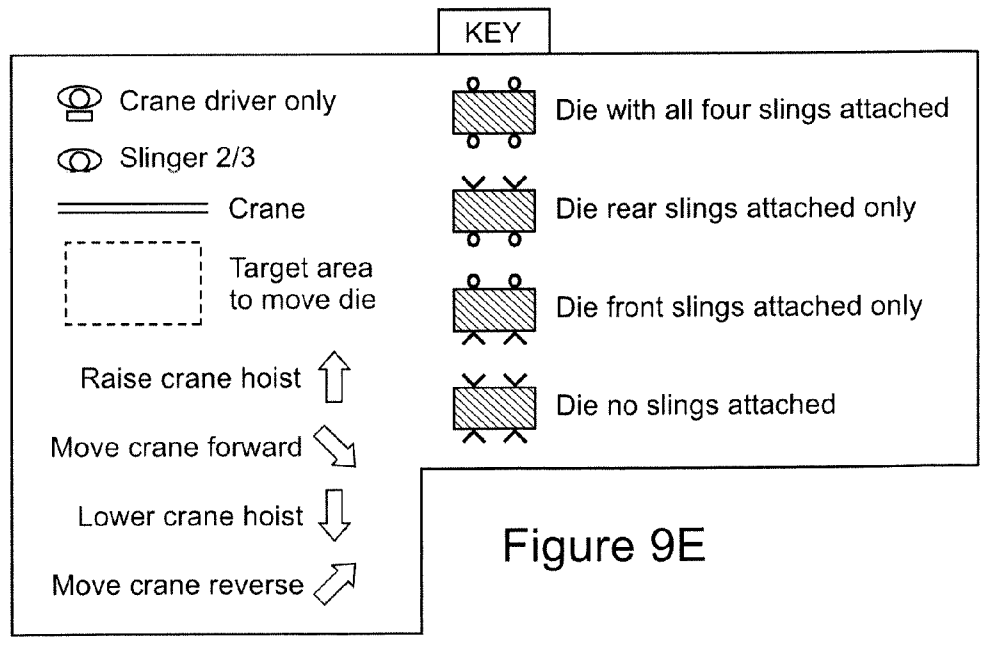 KEY
Crane driver only
Slinger 2/3
Crane
Target area
to move die
Raise crane hoist
Move crane forward
Lower crane hoist
Move crane reverse
Die with all four slings attached
Die rear slings attached only
Die front slings attached only
Die no slings attached
Figure 9E